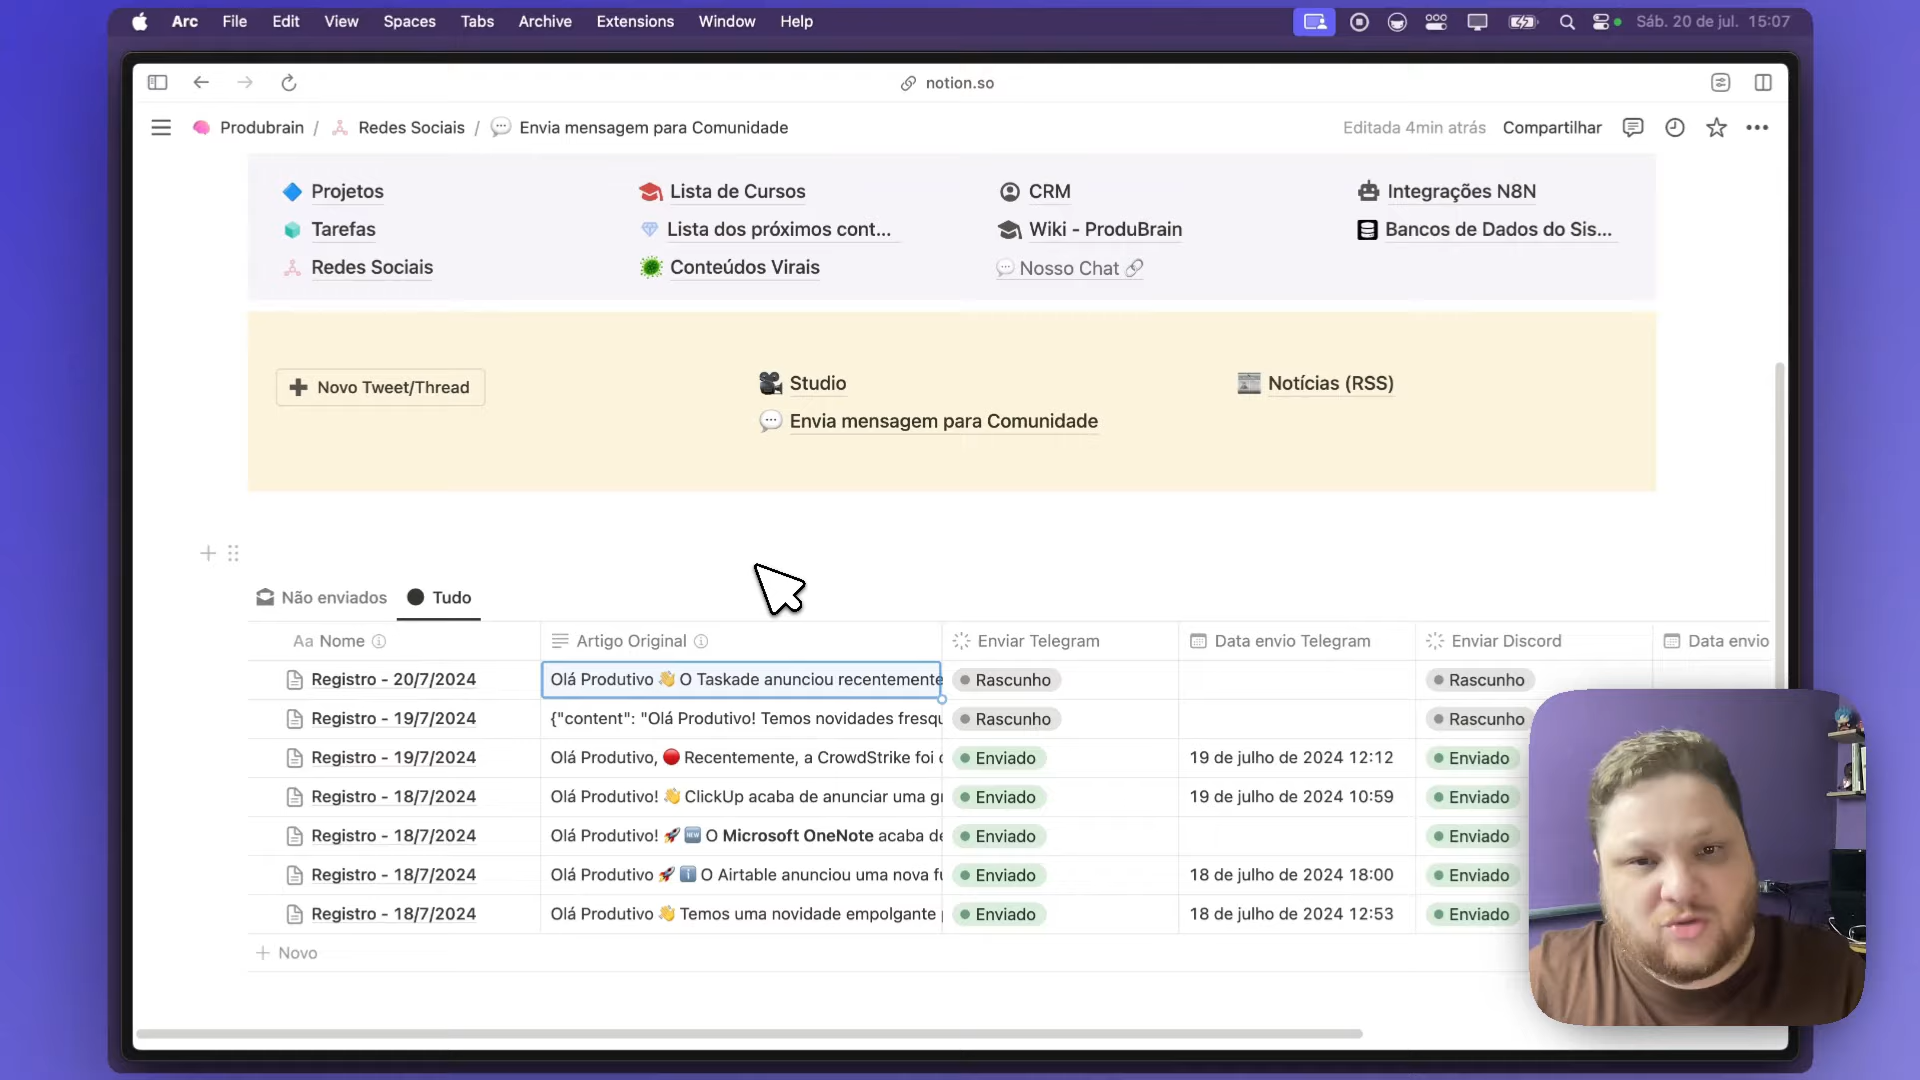 Arc File Edit View Spaces Tabs Archive Extensions Window Help Sáb. 20 de jul. 15:07
notion.so
Produbrain / Redes Sociais / Envia mensagem para Comunidade Editada 4min atrás Compartilhar
Projetos Lista de Cursos CRM Integrações N8N
Tarefas Lista dos próximos cont... Wiki - ProduBrain Bancos de Dados do Sis...
Redes Sociais Conteúdos Virais Nosso Chat
Novo Tweet/Thread Studio Notícias (RSS)
Envia mensagem para Comunidade
Não enviados Tudo
Aa Nome Artigo Original Enviar Telegram Data envio Telegram Enviar Discord Data envio
Registro - 20/7/2024 Olá Produtivo 👋 O Taskade anunciou recentemente Rascunho Rascunho
Registro - 19/7/2024 {"content": "Olá Produtivo! Temos novidades fresqu Rascunho Rascunho
Registro - 19/7/2024 Olá Produtivo, 🔴 Recentemente, a CrowdStrike foi Enviado 19 de julho de 2024 12:12 Enviado
Registro - 18/7/2024 Olá Produtivo! 👋 ClickUp acaba de anunciar uma Enviado 19 de julho de 2024 10:59 Enviado
Registro - 18/7/2024 Olá Produtivo! 🚀 🆕 O Microsoft OneNote acaba de Enviado Enviado
Registro - 18/7/2024 Olá Produtivo 🚀 ℹ️ O Airtable anunciou uma nova Enviado 18 de julho de 2024 18:00 Enviado
Registro - 18/7/2024 Olá Produtivo 👋 Temos uma novidade empolgante Enviado 18 de julho de 2024 12:53 Enviado
+ Novo